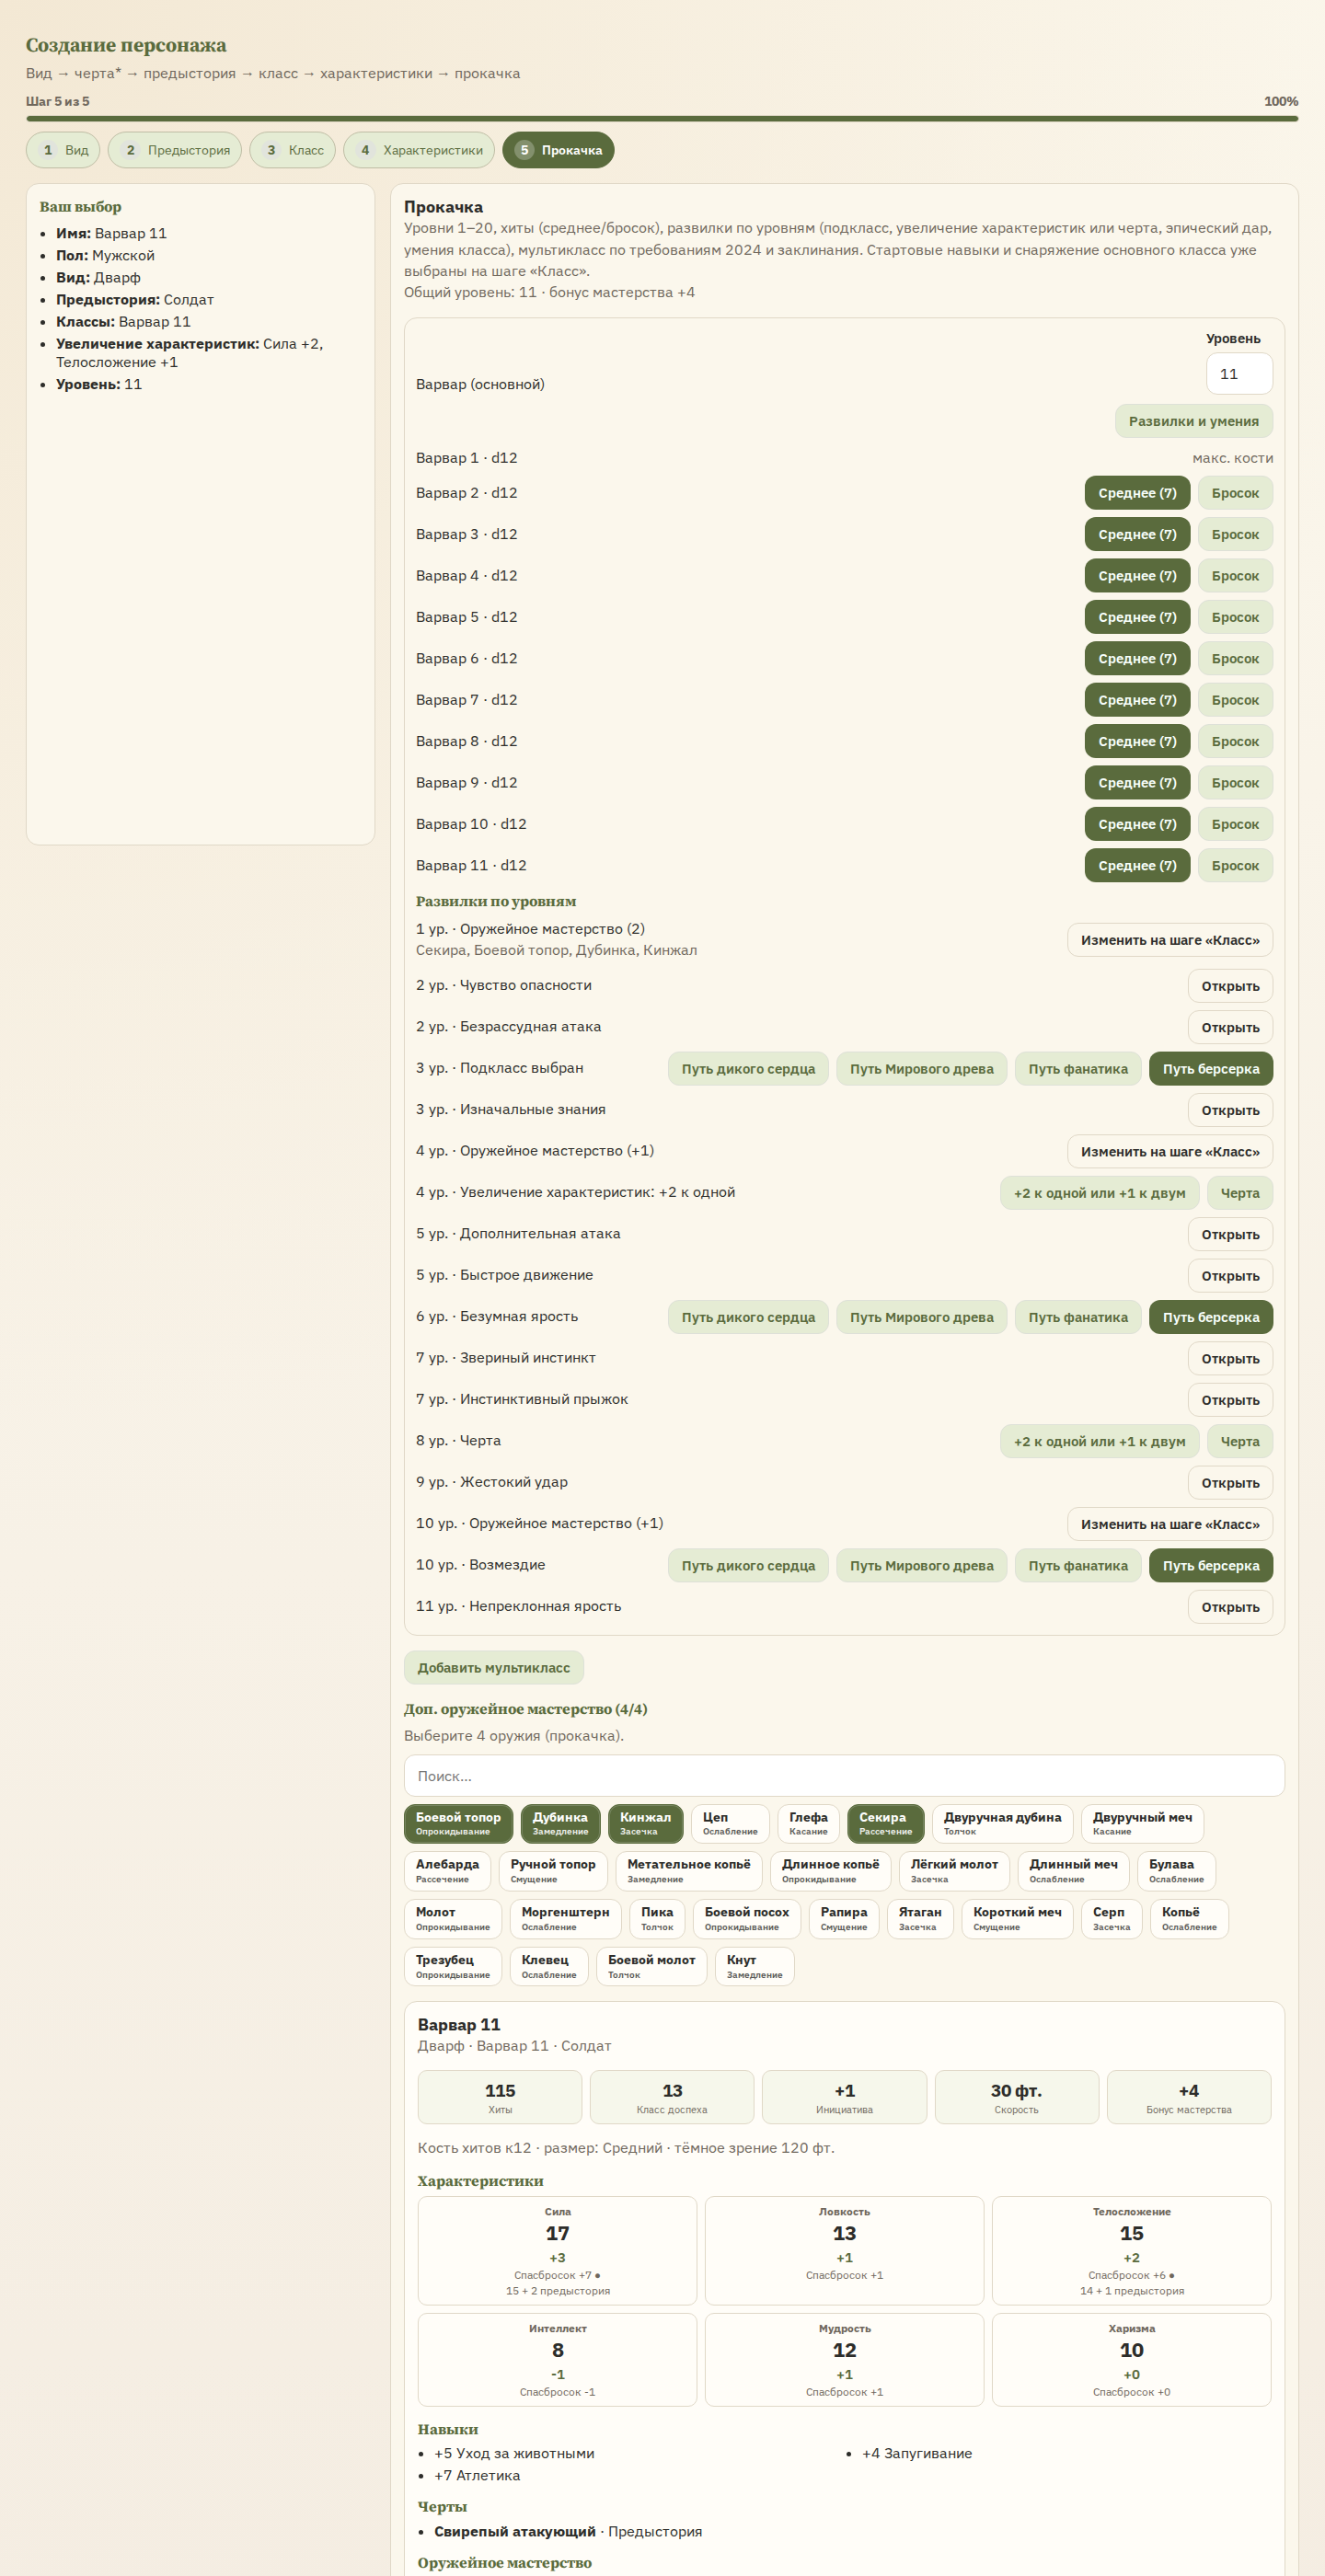 Создание персонажа
Вид → черта* → предыстория → класс → характеристики → прокачка
Шаг 5 из 5
100%
1 Вид
2 Предыстория
3 Класс
4 Характеристики
5 Прокачка
Ваш выбор
Имя: Варвар 11
Пол: Мужской
Вид: Дварф
Предыстория: Солдат
Классы: Варвар 11
Увеличение характеристик: Сила +2,
Телосложение +1
Уровень: 11
Прокачка
Уровни 1–20, хиты (среднее/бросок), развилки по уровням (подкласс, увеличение характеристик или черта, эпический дар,
умения класса), мультикласс по требованиям 2024 и заклинания. Стартовые навыки и снаряжение основного класса уже
выбраны на шаге «Класс».
Общий уровень: 11 · бонус мастерства +4
Уровень
Варвар (основной)
11
Развилки и умения
Варвар 1 · d12 макс. кости
Варвар 2 · d12 Среднее (7) Бросок
Варвар 3 · d12 Среднее (7) Бросок
Варвар 4 · d12 Среднее (7) Бросок
Варвар 5 · d12 Среднее (7) Бросок
Варвар 6 · d12 Среднее (7) Бросок
Варвар 7 · d12 Среднее (7) Бросок
Варвар 8 · d12 Среднее (7) Бросок
Варвар 9 · d12 Среднее (7) Бросок
Варвар 10 · d12 Среднее (7) Бросок
Варвар 11 · d12 Среднее (7) Бросок
Развилки по уровням
1 ур. · Оружейное мастерство (2)
Секира, Боевой топор, Дубинка, Кинжал
Изменить на шаге «Класс»
2 ур. · Чувство опасности Открыть
2 ур. · Безрассудная атака Открыть
3 ур. · Подкласс выбран Путь дикого сердца Путь Мирового древа Путь фанатика Путь берсерка
3 ур. · Изначальные знания Открыть
4 ур. · Оружейное мастерство (+1) Изменить на шаге «Класс»
4 ур. · Увеличение характеристик: +2 к одной +2 к одной или +1 к двум Черта
5 ур. · Дополнительная атака Открыть
5 ур. · Быстрое движение Открыть
6 ур. · Безумная ярость Путь дикого сердца Путь Мирового древа Путь фанатика Путь берсерка
7 ур. · Звериный инстинкт Открыть
7 ур. · Инстинктивный прыжок Открыть
8 ур. · Черта +2 к одной или +1 к двум Черта
9 ур. · Жестокий удар Открыть
10 ур. · Оружейное мастерство (+1) Изменить на шаге «Класс»
10 ур. · Возмездие Путь дикого сердца Путь Мирового древа Путь фанатика Путь берсерка
11 ур. · Непреклонная ярость Открыть
Добавить мультикласс
Доп. оружейное мастерство (4/4)
Выберите 4 оружия (прокачка).
Поиск...
Боевой топор Дубинка Кинжал Цеп Глефа Секира Двуручная дубина Двуручный меч
Опрокидывание Замедление Засечка Ослабление Касание Рассечение Толчок Касание
Алебарда Ручной топор Метательное копьё Длинное копьё Лёгкий молот Длинный меч Булава
Рассечение Смущение Замедление Опрокидывание Засечка Ослабление Ослабление
Молот Моргенштерн Пика Боевой посох Рапира Ятаган Короткий меч Серп Копьё
Опрокидывание Ослабление Толчок Опрокидывание Смущение Засечка Смущение Засечка Ослабление
Трезубец Клевец Боевой молот Кнут
Опрокидывание Ослабление Толчок Замедление
Варвар 11
Дварф · Варвар 11 · Солдат
115 13 +1 30 фт. +4
Хиты Класс доспеха Инициатива Скорость Бонус мастерства
Кость хитов к12 · размер: Средний · тёмное зрение 120 фт.
Характеристики
Сила Ловкость Телосложение
17 13 15
+3 +1 +2
Спасбросок +7 ● Спасбросок +1 Спасбросок +6 ●
15 + 2 предыстория 14 + 1 предыстория
Интеллект Мудрость Харизма
8 12 10
-1 +1 +0
Спасбросок -1 Спасбросок +1 Спасбросок +0
Навыки
+5 Уход за животными +4 Запугивание
+7 Атлетика
Черты
Свирепый атакующий · Предыстория
Оружейное мастерство